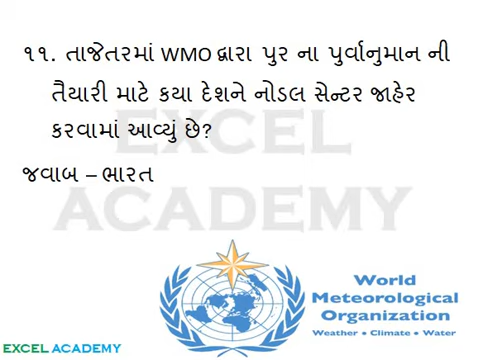 ૧૧. તાજેતરમાં WMO દ્વારા પુર ના પુર્વાનુમાન ની
તૈયારી માટે કયા દેશને નોડલ સેન્ટર જાહેર
કરવામાં આવ્યું છે?
જવાબ – ભારત
EXCEL
ACADEMY
World
Meteorological
Organization
Weather • Climate • Water
EXCEL ACADEMY